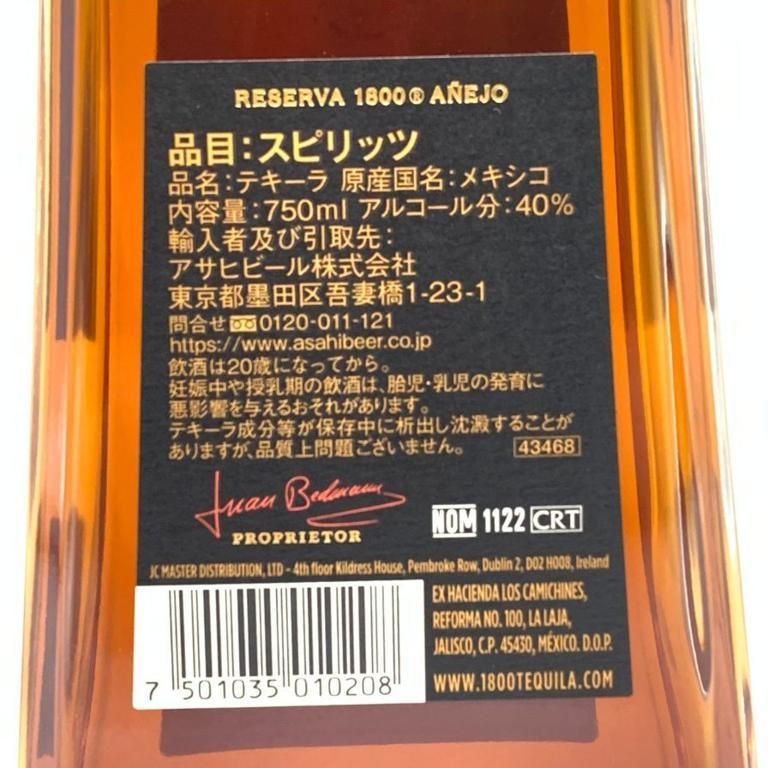 RESERVA 1800® AÑEJO
品目:スピリッツ
品名:テキーラ 原産国名:メキシコ
内容量:750ml アルコール分:40%
輸入者及び引取先:
アサヒビール株式会社
東京都墨田区吾妻橋1-23-1
問合せ 0120-011-121
https://www.asahibeer.co.jp
飲酒は20歳になってから。
妊娠中や授乳期の飲酒は、胎児・乳児の発育に
悪影響を与えるおそれがあります。
テキーラ成分等が保存中に析出し沈澱することが
ありますが、品質上問題ございません。 43468
Juan Beckmann
PROPRIETOR
NOM 1122 CRT
JC MASTER DISTRIBUTION, LTD - 4th floor Kildress House, Pembroke Row, Dublin 2, D02 H008, Ireland
EX HACIENDA LOS CAMICHINES,
REFORMA NO. 100, LA LAJA,
JALISCO, C.P. 45430, MÉXICO. D.O.P.
WWW.1800TEQUILA.COM
7 501035 010208